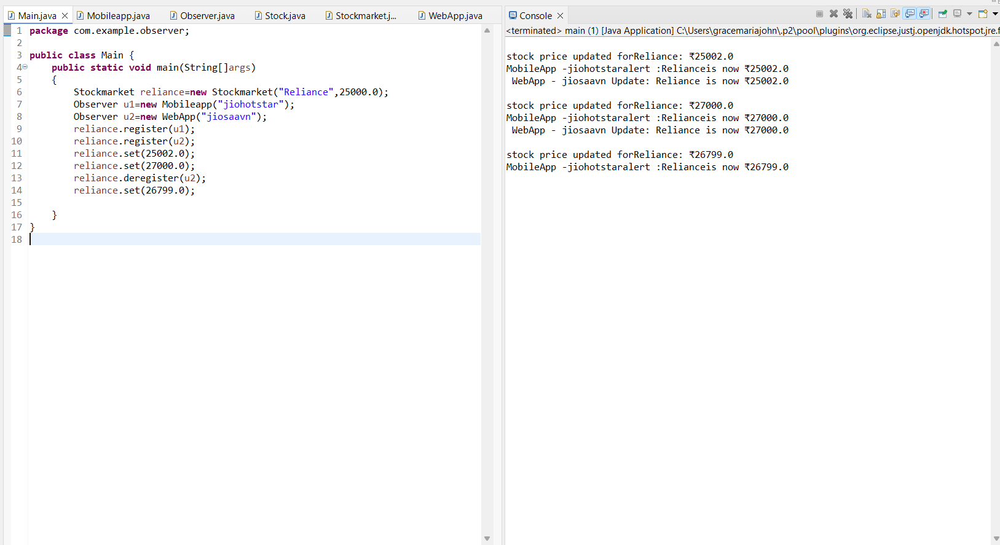 Main.java
Mobileapp.java
Observer.java
Stock.java
Stockmarket.j...
WebApp.java
1 package com.example.observer;
2
3 public class Main {
4 public static void main(String[]args)
5 {
6 Stockmarket reliance=new Stockmarket("Reliance",25000.0);
7 Observer u1=new Mobileapp("jiohotstar");
8 Observer u2=new WebApp("jiosaavn");
9 reliance.register(u1);
10 reliance.register(u2);
11 reliance.set(25002.0);
12 reliance.set(27000.0);
13 reliance.deregister(u2);
14 reliance.set(26799.0);
15
16 }
17 }
18
Console
<terminated> main (1) [Java Application] C:\Users\gracemariajohn\.p2\pool\plugins\org.eclipse.justj.openjdk.hotspot.jre.f
stock price updated forReliance: ₹25002.0
MobileApp -jiohotstaralert :Relianceis now ₹25002.0
WebApp - jiosaavn Update: Reliance is now ₹25002.0
stock price updated forReliance: ₹27000.0
MobileApp -jiohotstaralert :Relianceis now ₹27000.0
WebApp - jiosaavn Update: Reliance is now ₹27000.0
stock price updated forReliance: ₹26799.0
MobileApp -jiohotstaralert :Relianceis now ₹26799.0